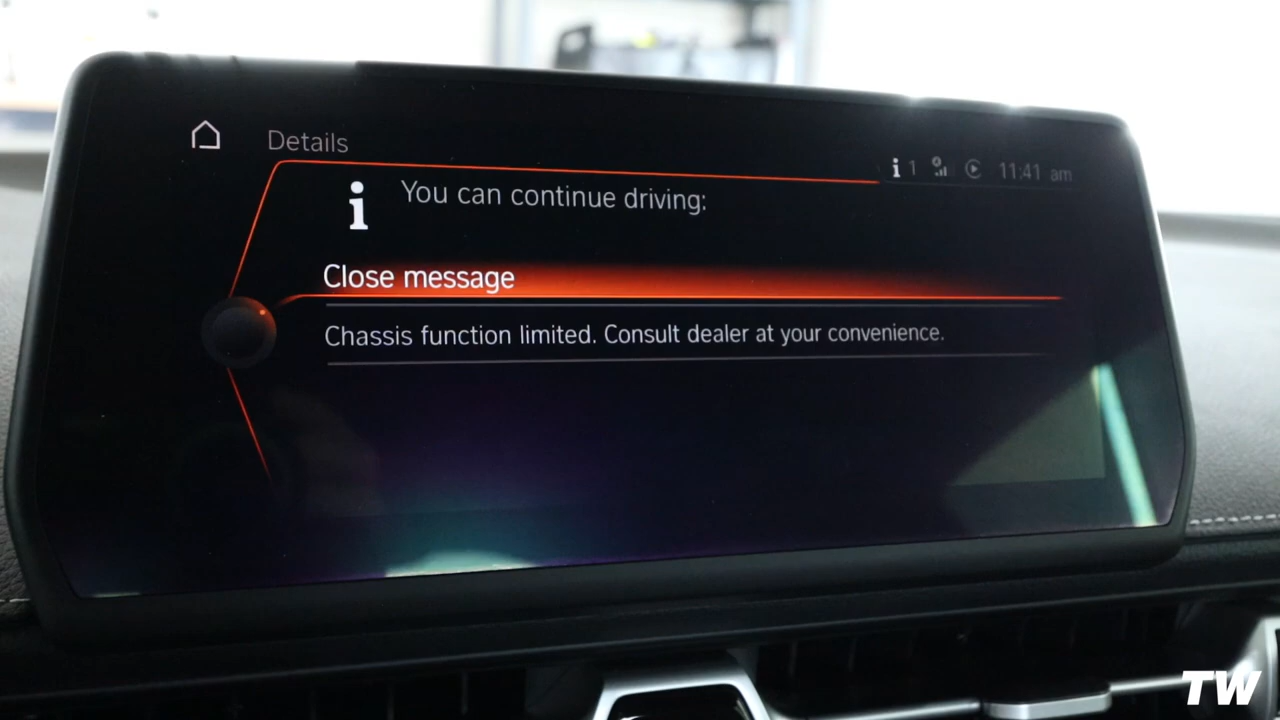 Details
i 1 11:41 am
i You can continue driving:
Close message
Chassis function limited. Consult dealer at your convenience.
TW